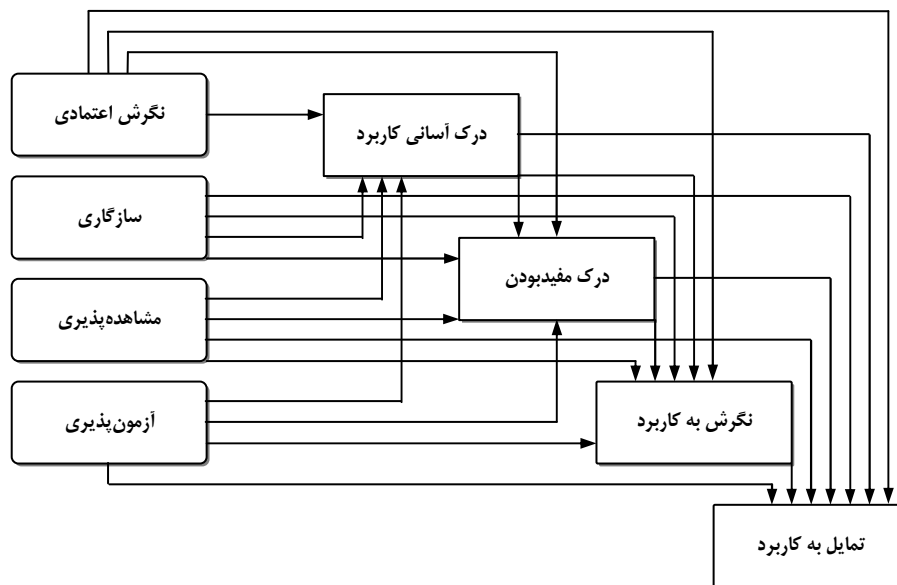 نگرش اعتمادی
درک آسانی کاربرد
سازگاری
درک مفیدبودن
مشاهده‌پذیری
آزمون‌پذیری
نگرش به کاربرد
تمایل به کاربرد